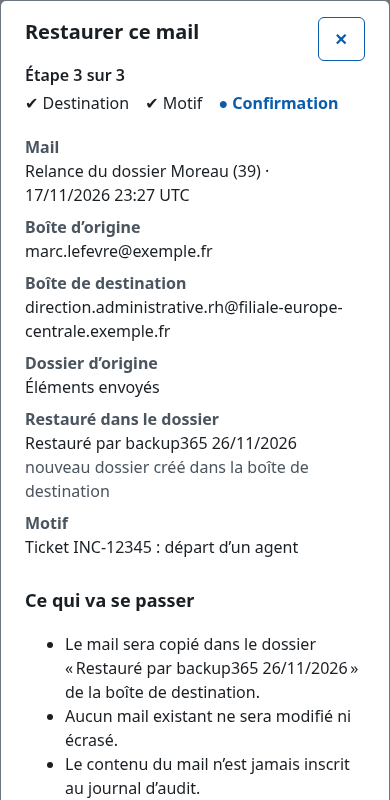 Restaurer ce mail
×
Étape 3 sur 3
✔ Destination ✔ Motif ● Confirmation
Mail
Relance du dossier Moreau (39) ·
17/11/2026 23:27 UTC
Boîte d’origine
marc.lefevre@exemple.fr
Boîte de destination
direction.administrative.rh@filiale-europe-
centrale.exemple.fr
Dossier d’origine
Éléments envoyés
Restauré dans le dossier
Restauré par backup365 26/11/2026
nouveau dossier créé dans la boîte de
destination
Motif
Ticket INC-12345 : départ d’un agent
Ce qui va se passer
• Le mail sera copié dans le dossier
« Restauré par backup365 26/11/2026 »
de la boîte de destination.
• Aucun mail existant ne sera modifié ni
écrasé.
• Le contenu du mail n’est jamais inscrit
au journal d’audit.